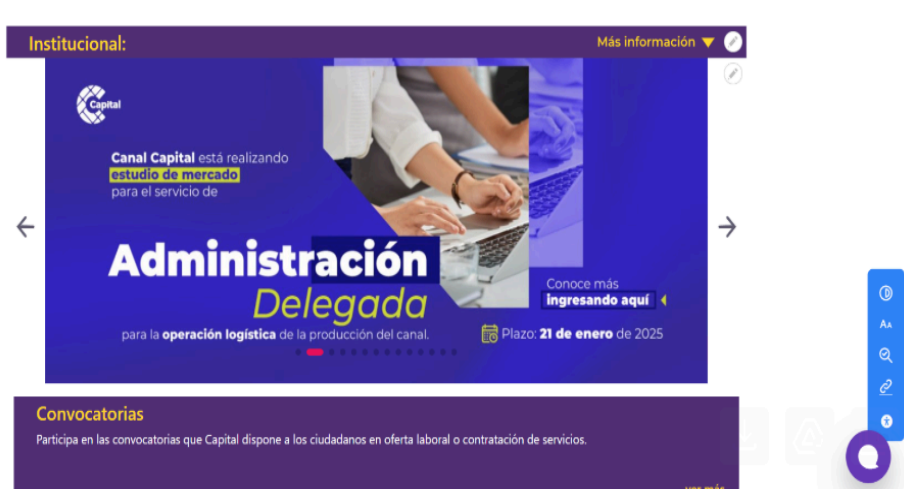 Institucional:
Más información
Capital
Canal Capital está realizando
estudio de mercado
para el servicio de
Administración
Delegada
para la operación logística de la producción del canal.
Conoce más
ingresando aquí
Plazo: 21 de enero de 2025
Convocatorias
Participa en las convocatorias que Capital dispone a los ciudadanos en oferta laboral o contratación de servicios.
ver más